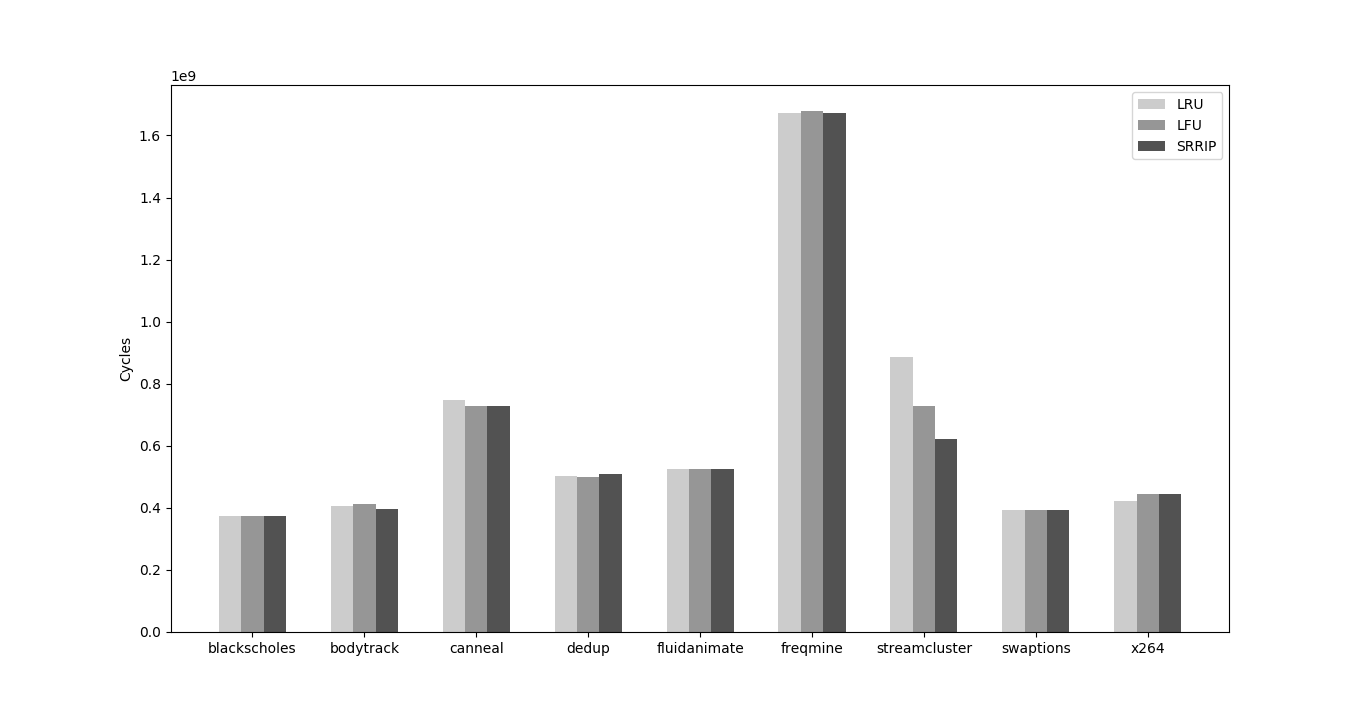 1e9
LRU
LFU
SRRIP
1.6
1.4
1.2
1.0
0.8
0.6
0.4
0.2
0.0
Cycles
blackscholes bodytrack canneal dedup fluidanimate freqmine streamcluster swaptions x264